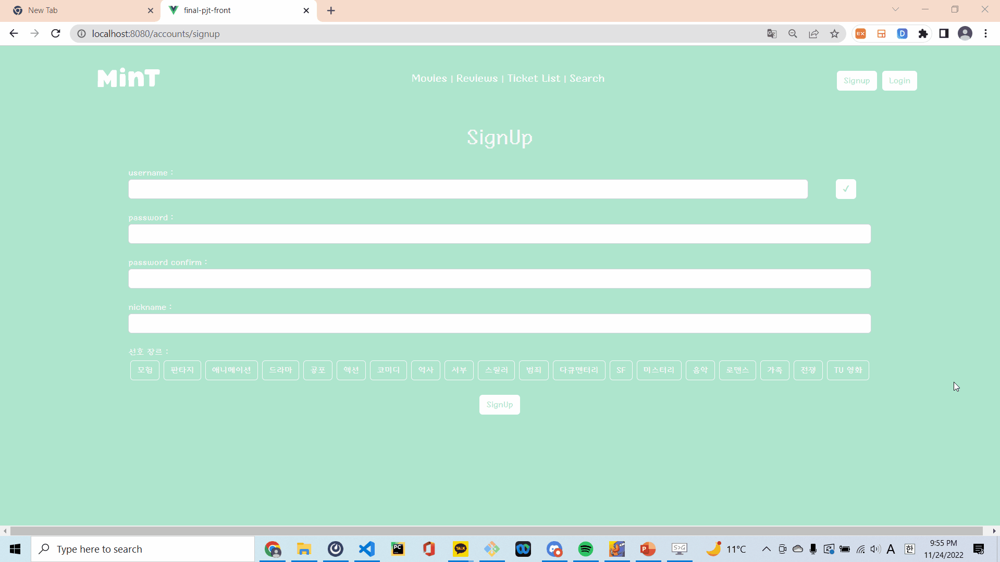 New Tab
final-pjt-front
localhost:8080/accounts/signup
EX
D
MinT
Movies | Reviews | Ticket List | Search
Signup
Login
SignUp
username :
✓
password :
password confirm :
nickname :
선호 장르 :
모험 판타지 애니메이션 드라마 공포 액션 코미디 역사 서부 스릴러 범죄 다큐멘터리 SF 미스터리 음악 로맨스 가족 전쟁 TV 영화
SignUp
Type here to search
PC
TALK
P
S>G
11°C
A
한
9:55 PM
11/24/2022